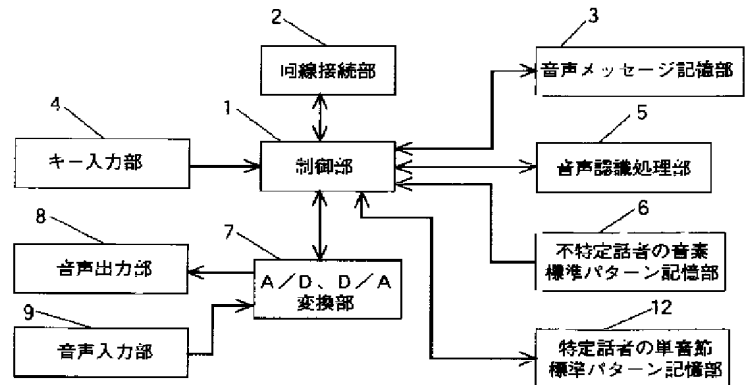 2
回線接続部
3
音声メッセージ記憶部
4
キー入力部
1
制御部
5
音声認識処理部
8
音声出力部
7
A/D、D/A
変換部
6
不特定話者の音素
標準パターン記憶部
9
音声入力部
12
特定話者の単音節
標準パターン記憶部